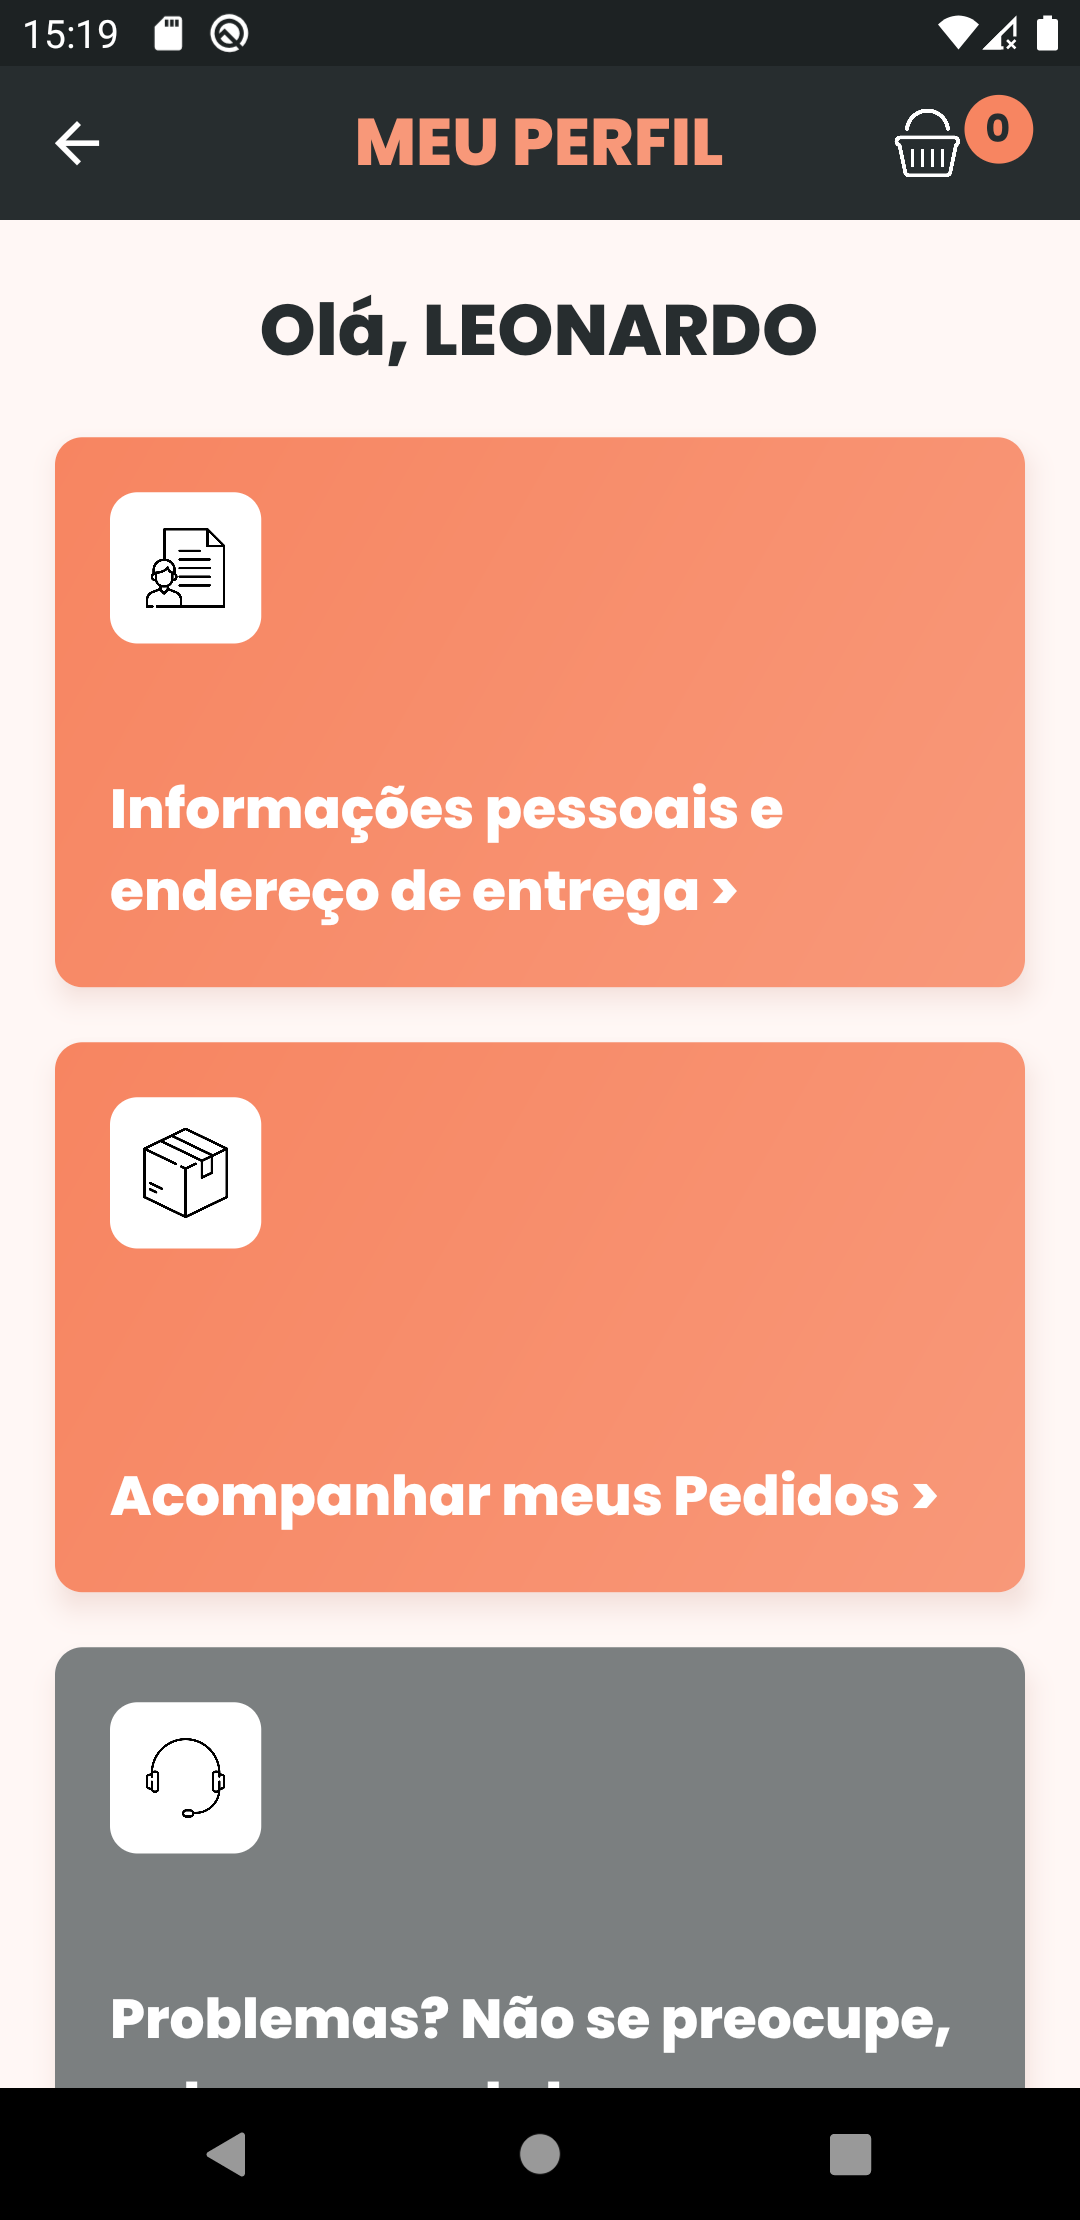 15:19
MEU PERFIL
0
Olá, LEONARDO
Informações pessoais e
endereço de entrega >
Acompanhar meus Pedidos >
Problemas? Não se preocupe,